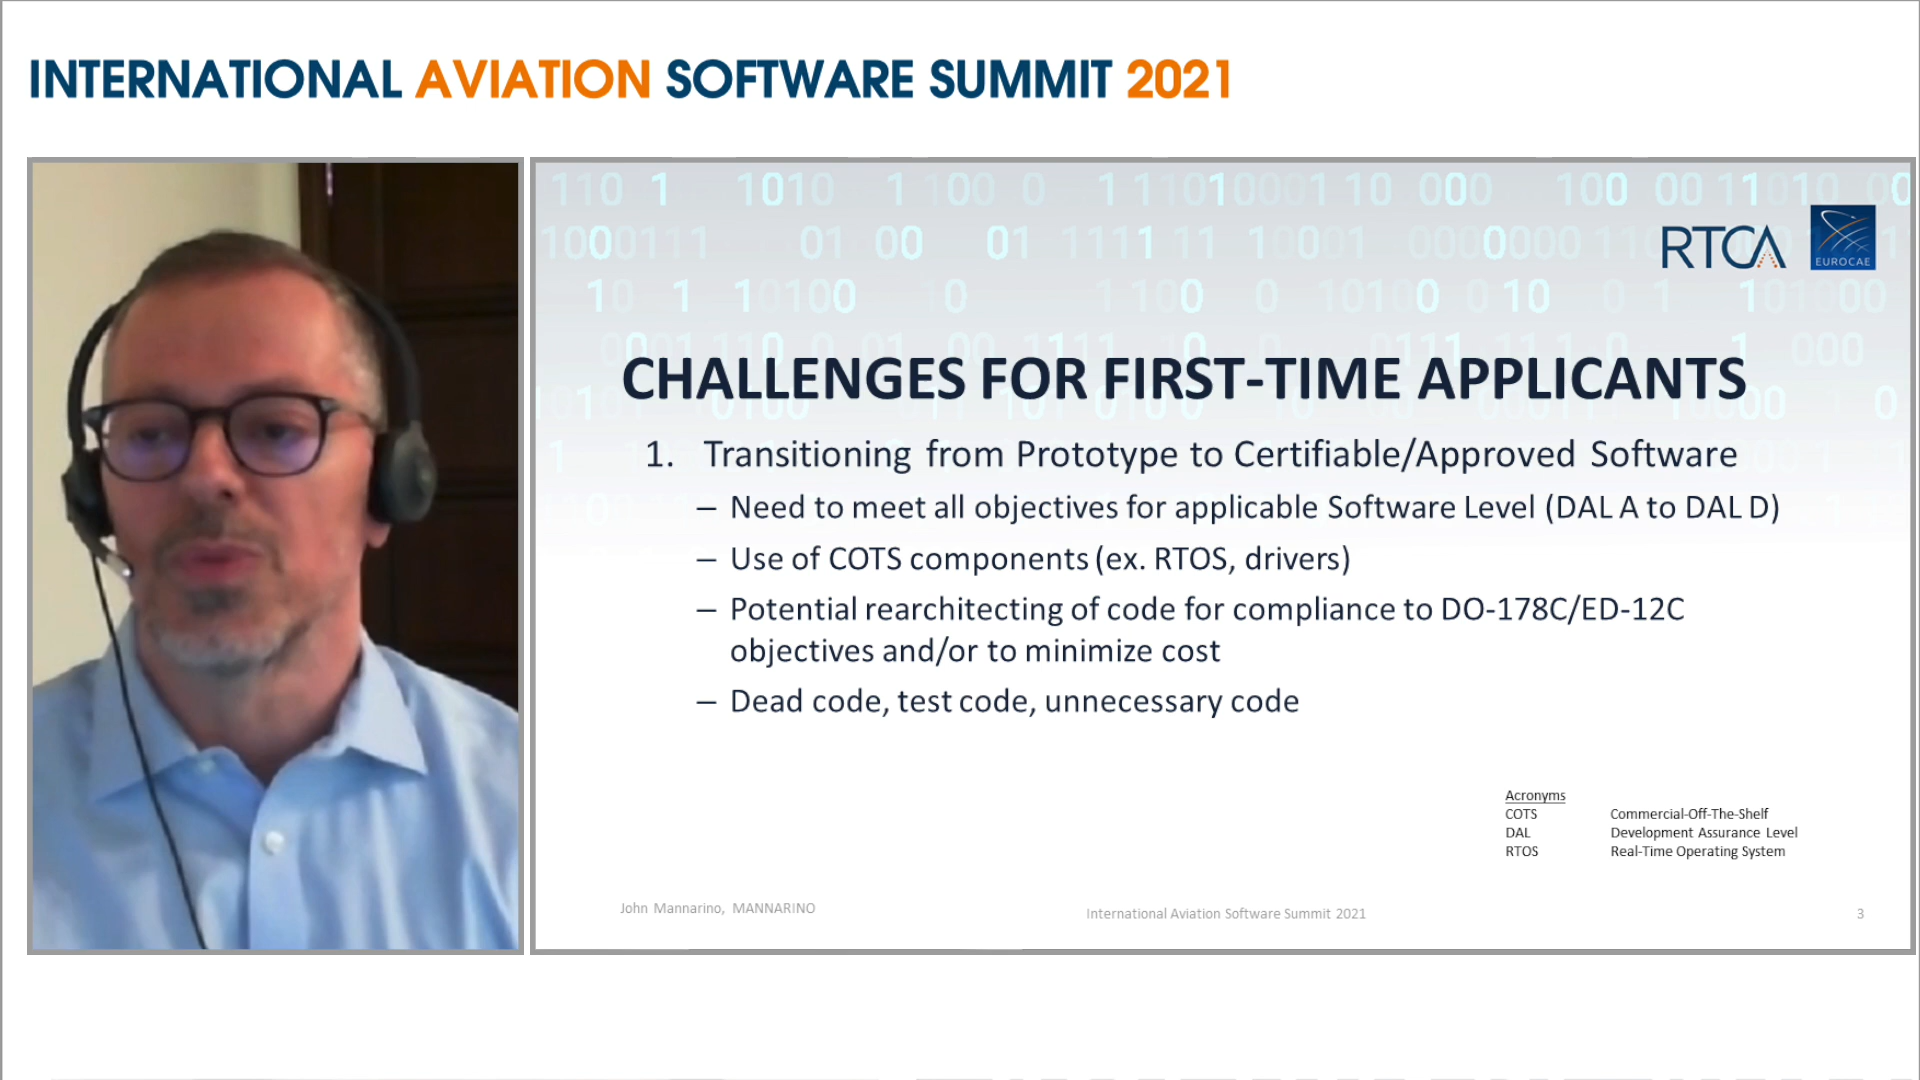 INTERNATIONAL AVIATION SOFTWARE SUMMIT 2021
RTCA
EUROCAE
CHALLENGES FOR FIRST-TIME APPLICANTS
1. Transitioning from Prototype to Certifiable/Approved Software
– Need to meet all objectives for applicable Software Level (DAL A to DAL D)
– Use of COTS components (ex. RTOS, drivers)
– Potential rearchitecting of code for compliance to DO-178C/ED-12C
objectives and/or to minimize cost
– Dead code, test code, unnecessary code
Acronyms
COTS Commercial-Off-The-Shelf
DAL Development Assurance Level
RTOS Real-Time Operating System
John Mannarino, MANNARINO
International Aviation Software Summit 2021
3